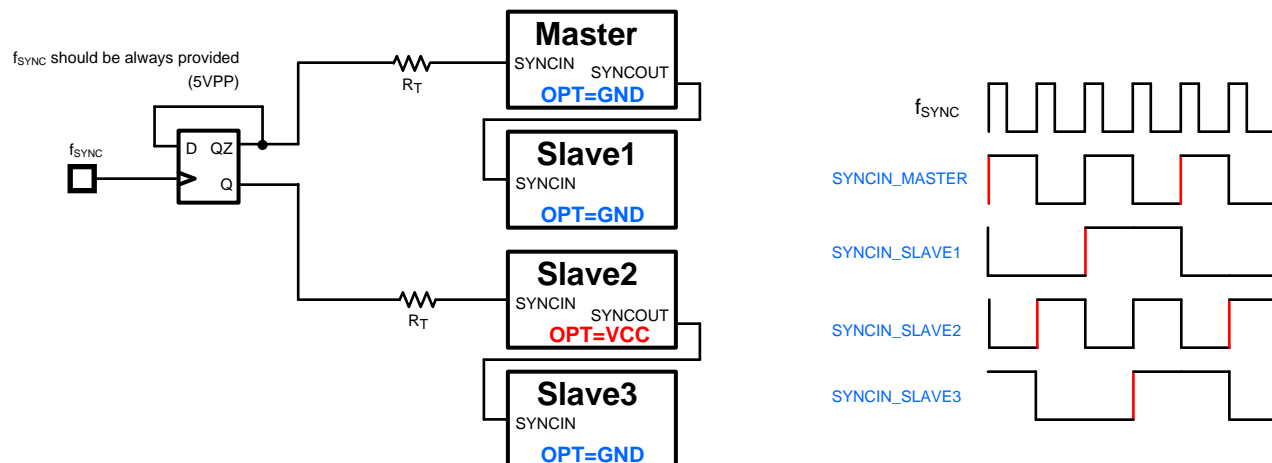 fSYNC should be always provided
(5VPP)
fSYNC
D QZ
Q
RT
Master
SYNCIN
SYNCOUT
OPT=GND
Slave1
SYNCIN
OPT=GND
RT
Slave2
SYNCIN
SYNCOUT
OPT=VCC
Slave3
SYNCIN
OPT=GND
fSYNC
SYNCIN_MASTER
SYNCIN_SLAVE1
SYNCIN_SLAVE2
SYNCIN_SLAVE3